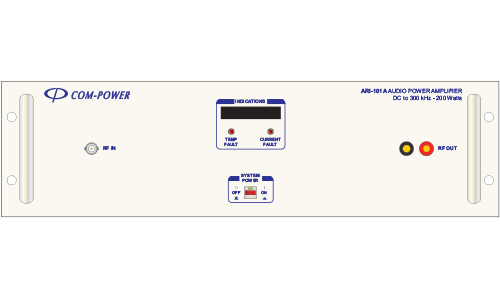 COM-POWER
ARI-101A AUDIO POWER AMPLIFIER
DC to 300 kHz - 200 Watts
INDICATIONS
TEMP FAULT
CURRENT FAULT
RF IN
RF OUT
SYSTEM
POWER
OFF
ON